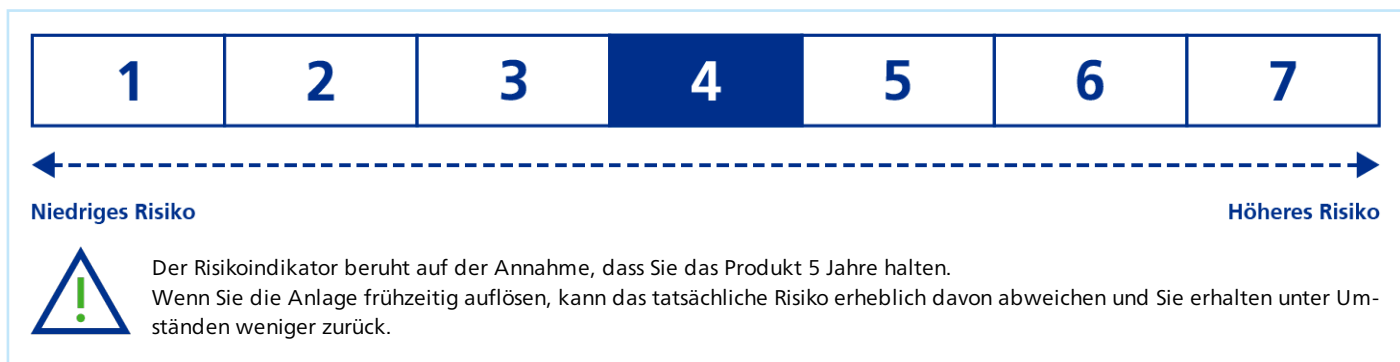 1 2 3 4 5 6 7
Niedriges Risiko Höheres Risiko
Der Risikoindikator beruht auf der Annahme, dass Sie das Produkt 5 Jahre halten.
Wenn Sie die Anlage frühzeitig auflösen, kann das tatsächliche Risiko erheblich davon abweichen und Sie erhalten unter Um-
ständen weniger zurück.